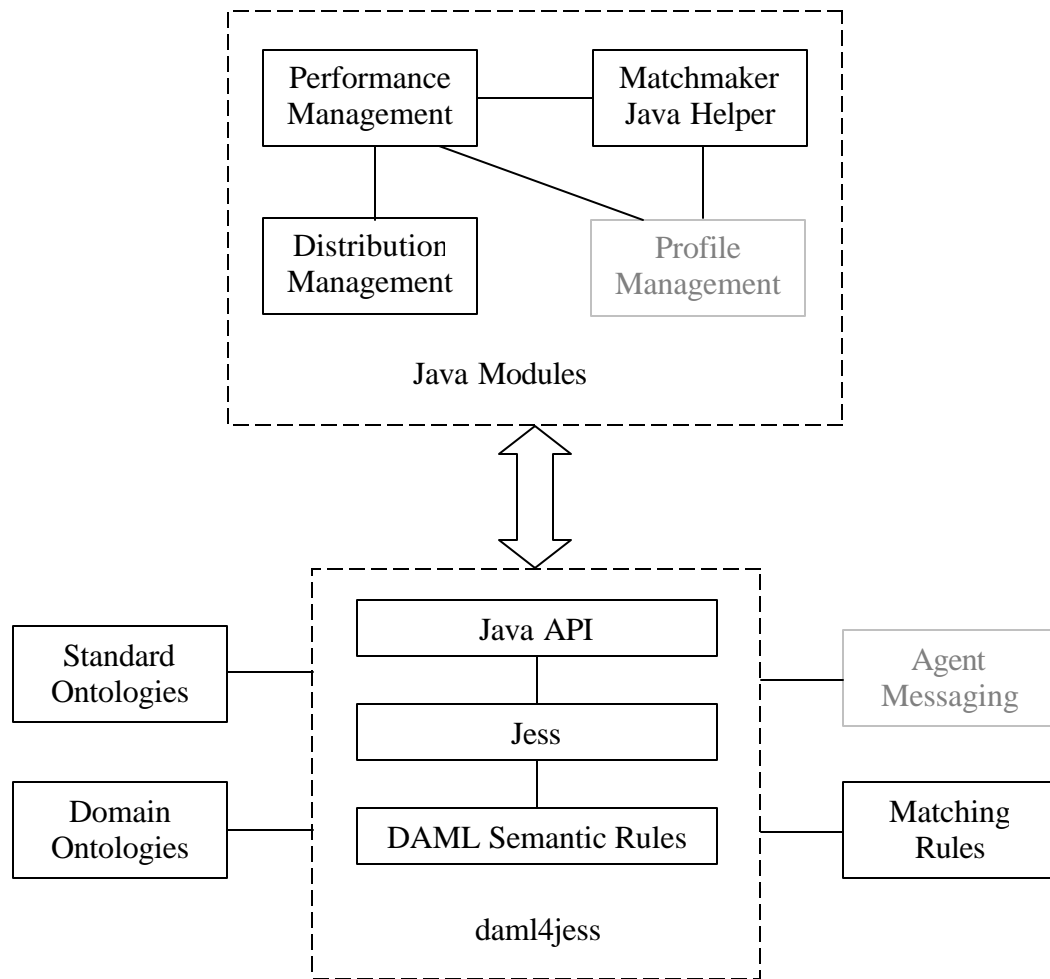 Performance
Management
Matchmaker
Java Helper
Distribution
Management
Profile
Management
Java Modules
Java API
Standard
Ontologies
Agent
Messaging
Jess
Domain
Ontologies
DAML Semantic Rules
Matching
Rules
daml4jess